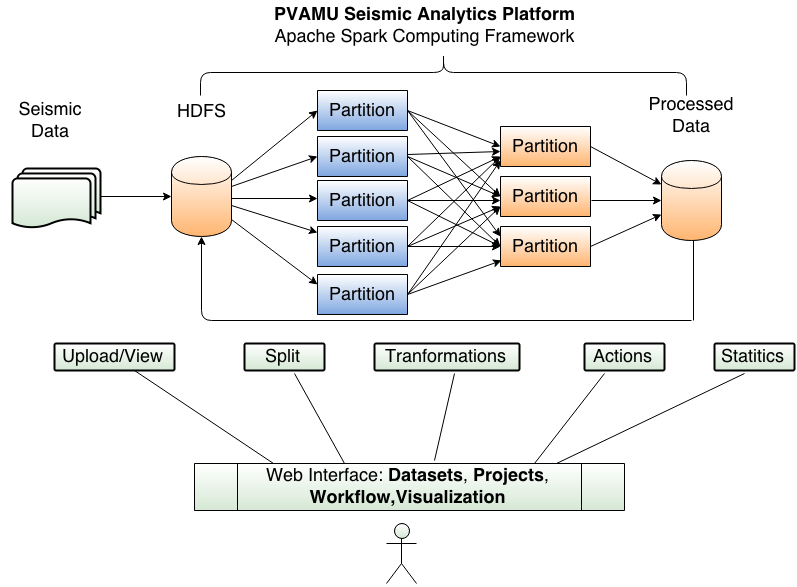 PVAMU Seismic Analytics Platform
Apache Spark Computing Framework
Seismic
Data
HDFS
Processed
Data
Partition
Partition
Partition
Partition
Partition
Partition
Partition
Partition
Upload/View
Split
Tranformations
Actions
Statitics
Web Interface: Datasets, Projects,
Workflow,Visualization